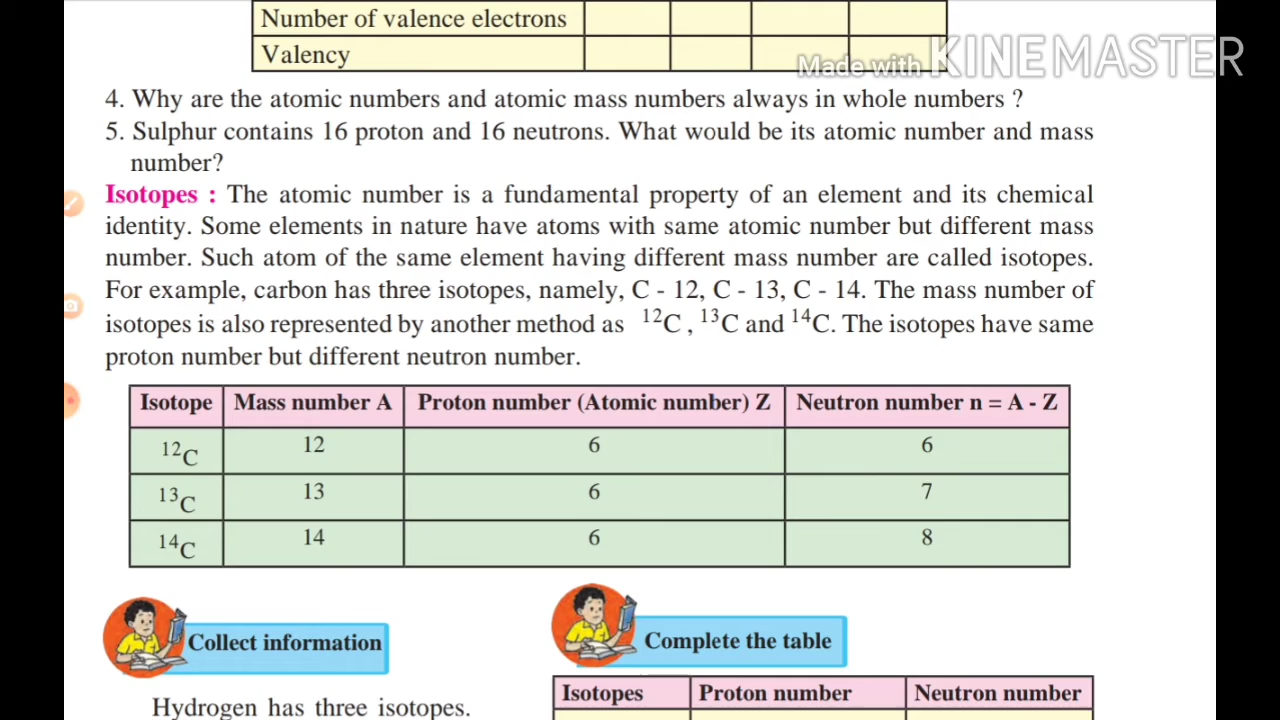 Number of valence electrons
Valency
Made with KINEMASTER
4. Why are the atomic numbers and atomic mass numbers always in whole numbers ?
5. Sulphur contains 16 proton and 16 neutrons. What would be its atomic number and mass
number?
Isotopes : The atomic number is a fundamental property of an element and its chemical
identity. Some elements in nature have atoms with same atomic number but different mass
number. Such atom of the same element having different mass number are called isotopes.
For example, carbon has three isotopes, namely, C - 12, C - 13, C - 14. The mass number of
isotopes is also represented by another method as ¹²C , ¹³C and ¹⁴C. The isotopes have same
proton number but different neutron number.
Isotope Mass number A Proton number (Atomic number) Z Neutron number n = A - Z
¹²C 12 6 6
¹³C 13 6 7
¹⁴C 14 6 8
Collect information
Complete the table
Hydrogen has three isotopes.
Isotopes Proton number Neutron number